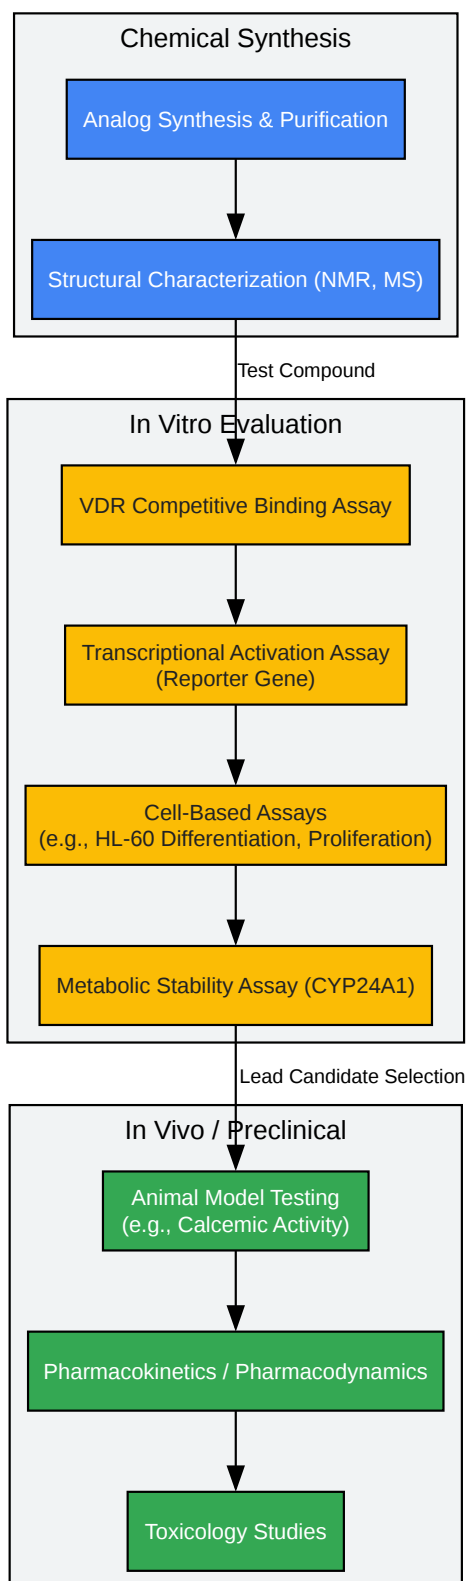 Chemical Synthesis
Analog Synthesis & Purification
Structural Characterization (NMR, MS)
Test Compound
In Vitro Evaluation
VDR Competitive Binding Assay
Transcriptional Activation Assay
(Reporter Gene)
Cell-Based Assays
(e.g., HL-60 Differentiation, Proliferation)
Metabolic Stability Assay (CYP24A1)
Lead Candidate Selection
In Vivo / Preclinical
Animal Model Testing
(e.g., Calcemic Activity)
Pharmacokinetics / Pharmacodynamics
Toxicology Studies